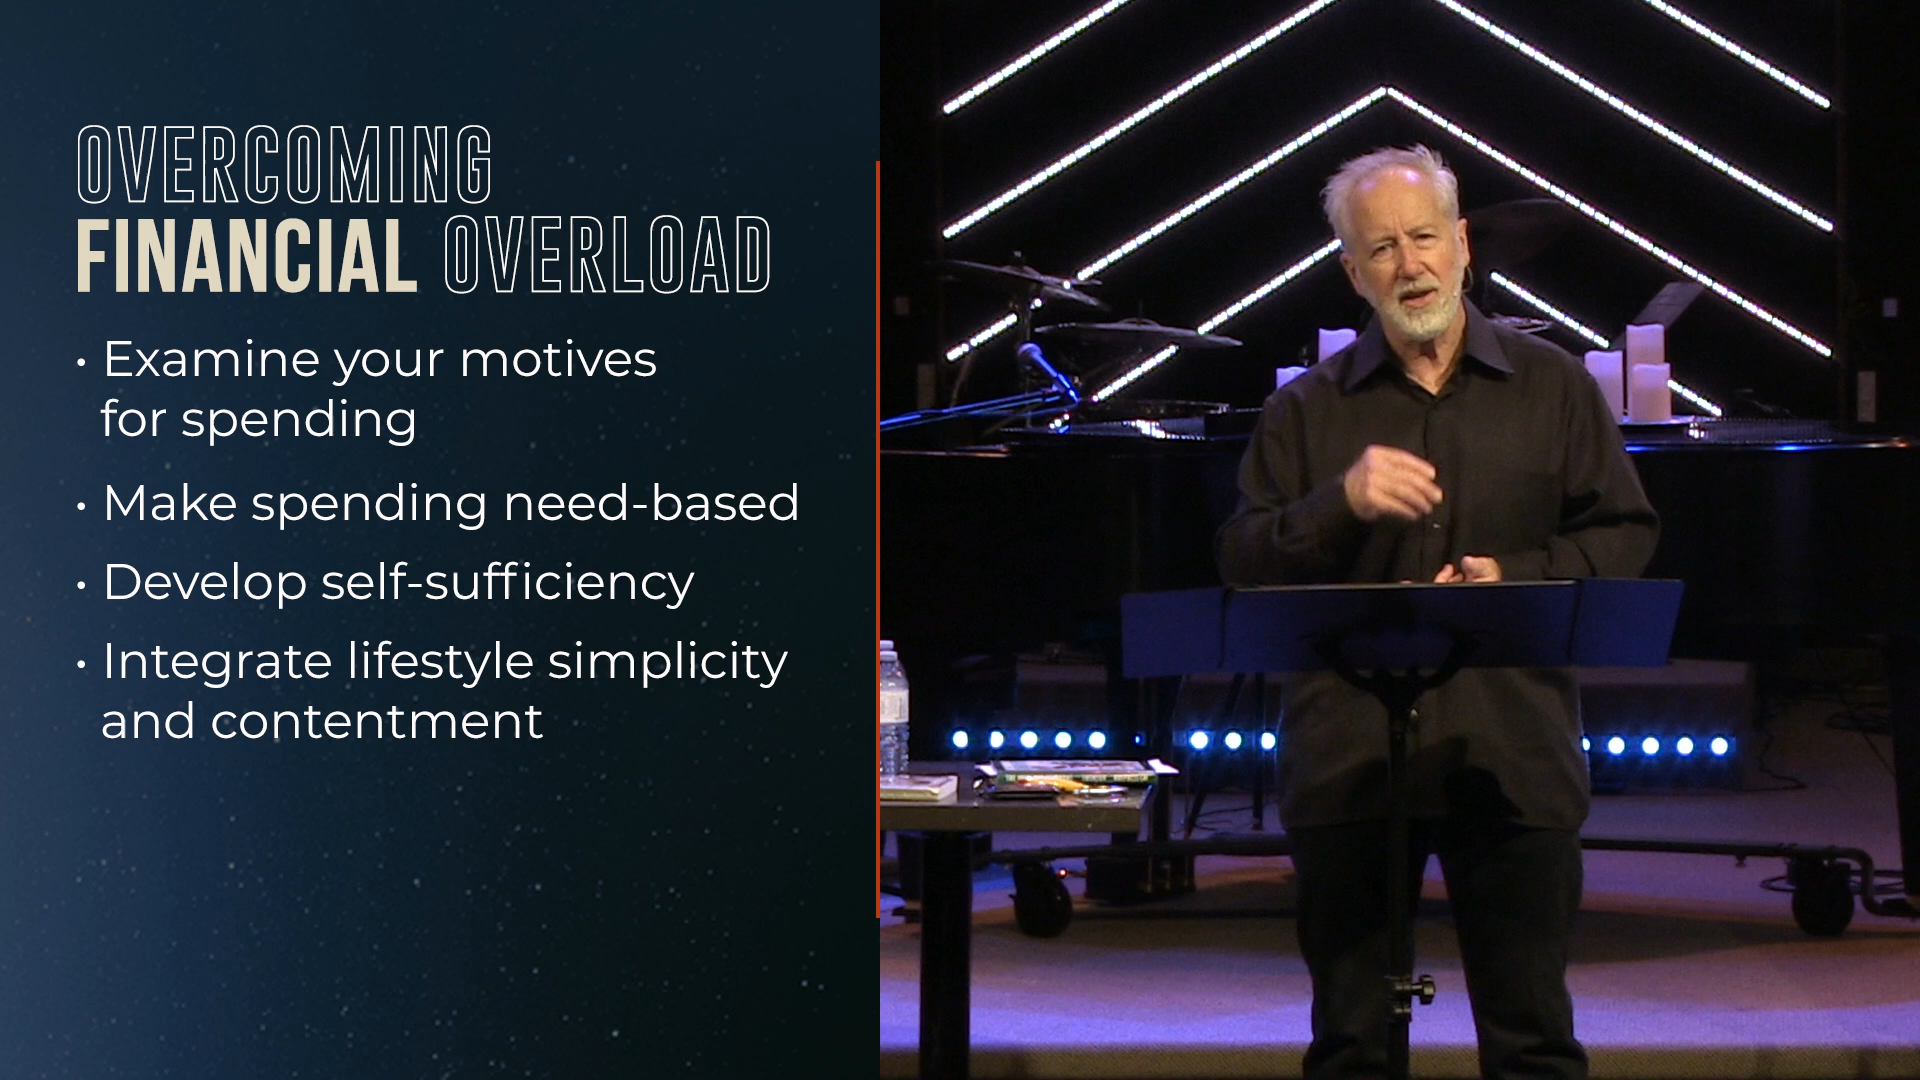 OVERCOMING
FINANCIAL OVERLOAD
• Examine your motives
for spending
• Make spending need-based
• Develop self-sufficiency
• Integrate lifestyle simplicity
and contentment